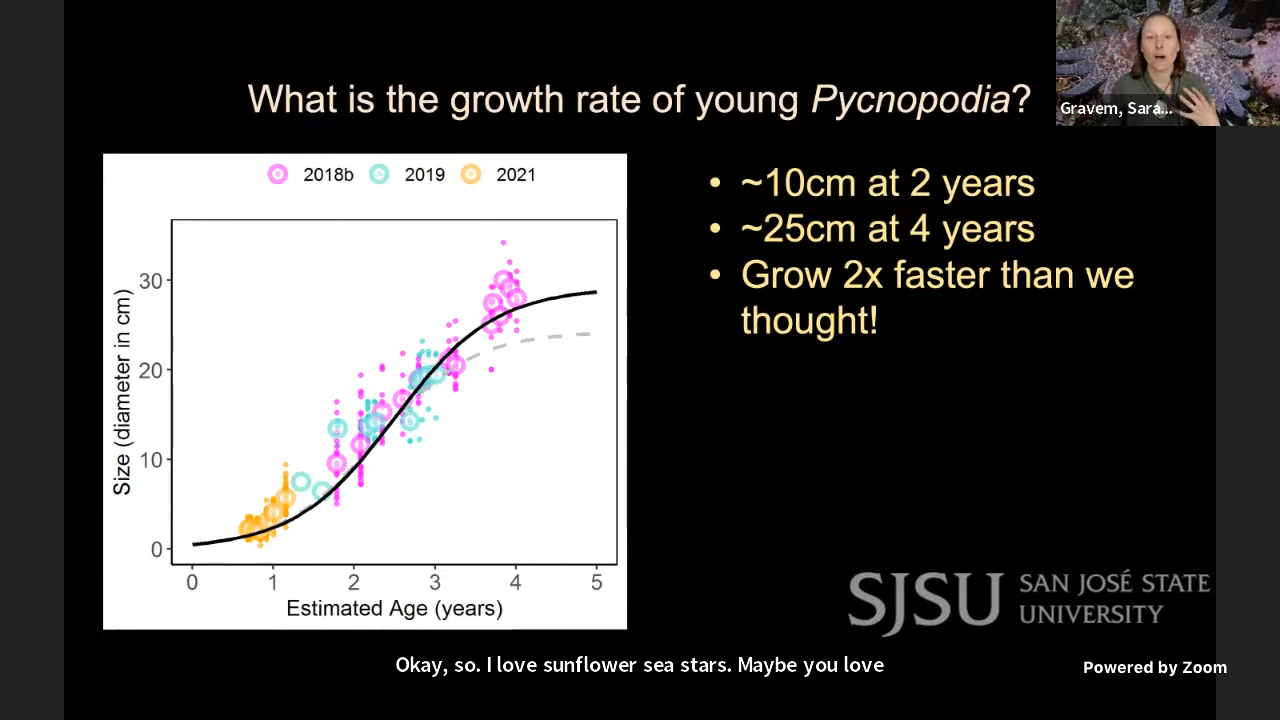 What is the growth rate of young Pycnopodia?
Gravem, Sara...
2018b 2019 2021
Size (diameter in cm)
30
20
10
0
0 1 2 3 4 5
Estimated Age (years)
• ~10cm at 2 years
• ~25cm at 4 years
• Grow 2x faster than we
thought!
SJSU SAN JOSÉ STATE
UNIVERSITY
Okay, so. I love sunflower sea stars. Maybe you love
Powered by Zoom